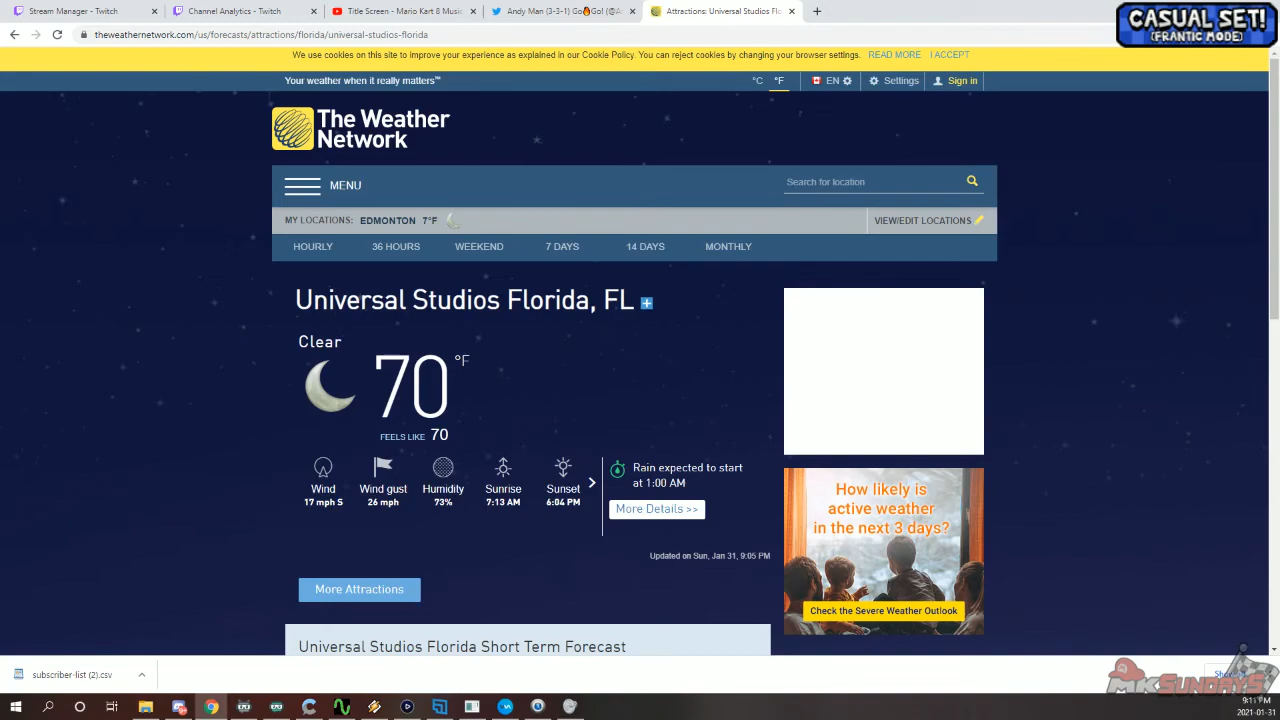 Stream Manager - Twitch
Channel Analytics - Twitch
Title Screen - Mario Kart 8 Music
Andy Man (3-3-1) Go
Go! (@A
Attractions: Universal Studios Flo
CASUAL SET!
(FRANTIC MODE)
theweathernetwork.com/us/forecasts/attractions/florida/universal-studios-florida
We use cookies on this site to improve your experience as explained in our Cookie Policy. You can reject cookies by changing your browser settings. READ MORE I ACCEPT
Your weather when it really matters™
°C °F EN Settings Sign in
The Weather
Network
MENU
Search for location
MY LOCATIONS: EDMONTON 7°F
VIEW/EDIT LOCATIONS
HOURLY 36 HOURS WEEKEND 7 DAYS 14 DAYS MONTHLY
Universal Studios Florida, FL
Clear
70 °F
FEELS LIKE 70
Wind Wind gust Humidity Sunrise Sunset
17 mph S 26 mph 73% 7:13 AM 6:04 PM
Rain expected to start
at 1:00 AM
More Details >>
Updated on Sun, Jan 31, 9:05 PM
More Attractions
How likely is
active weather
in the next 3 days?
Check the Severe Weather Outlook
Universal Studios Florida Short Term Forecast
subscriber-list (2).csv
MK SUNDAYS
9:11 PM
2021-01-31